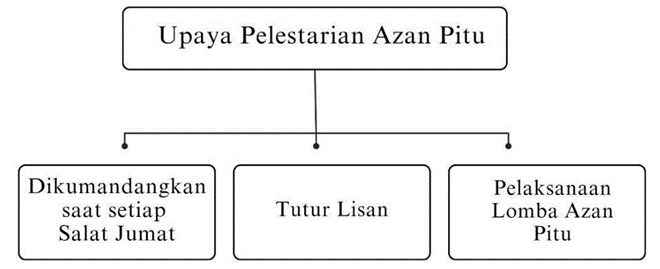 Upaya Pelestarian Azan Pitu
Dikumandangkan
saat setiap
Salat Jumat
Tutur Lisan
Pelaksanaan
Lomba Azan
Pitu